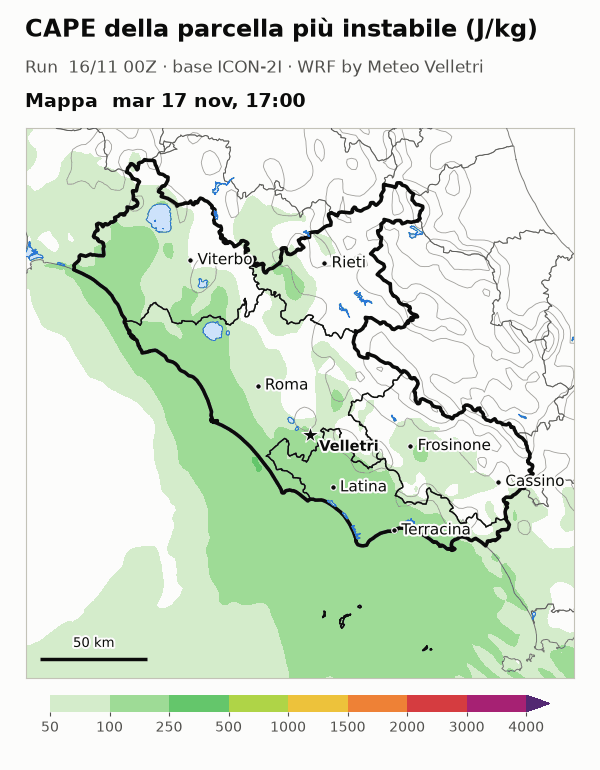 CAPE della parcella più instabile (J/kg)
Run  16/11 00Z · base ICON-2I · WRF by Meteo Velletri
Mappa  mar 17 nov, 17:00
Viterbo
Rieti
Roma
Velletri
Frosinone
Latina
Cassino
Terracina
50 km
50 100 250 500 1000 1500 2000 3000 4000